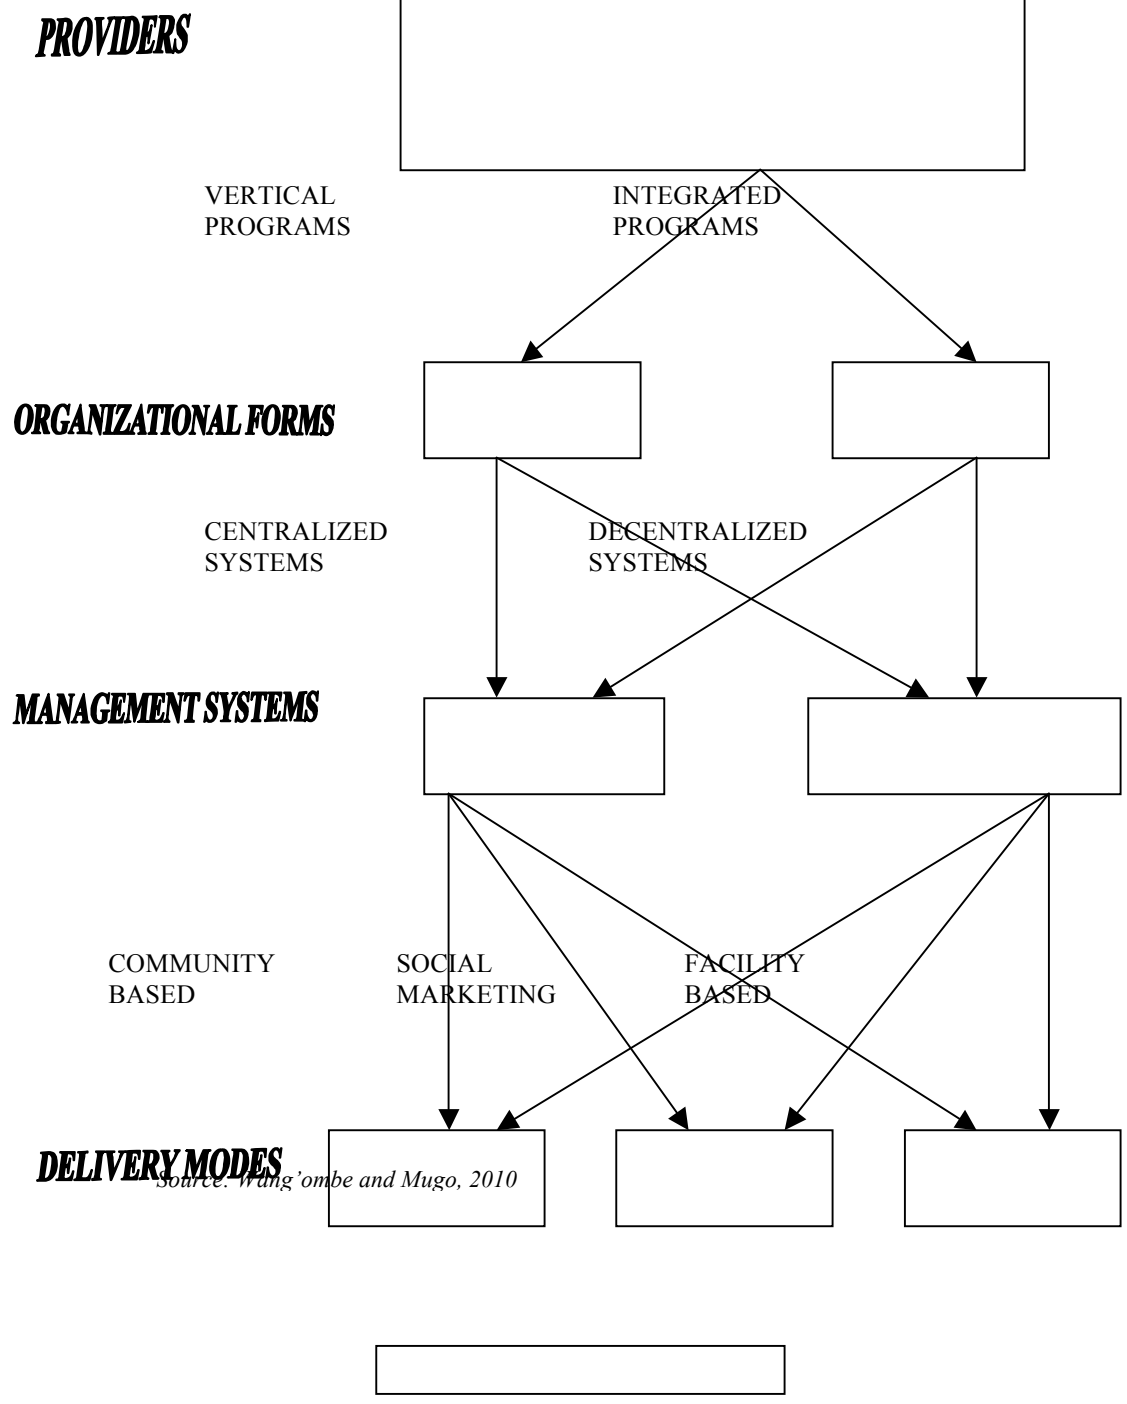 PROVIDERS
VERTICAL
PROGRAMS
INTEGRATED
PROGRAMS
ORGANIZATIONAL FORMS
CENTRALIZED
SYSTEMS
DECENTRALIZED
SYSTEMS
MANAGEMENT SYSTEMS
COMMUNITY
BASED
SOCIAL
MARKETING
FACILITY
BASED
DELIVERY MODES
Source: Wang’ombe and Mugo, 2010